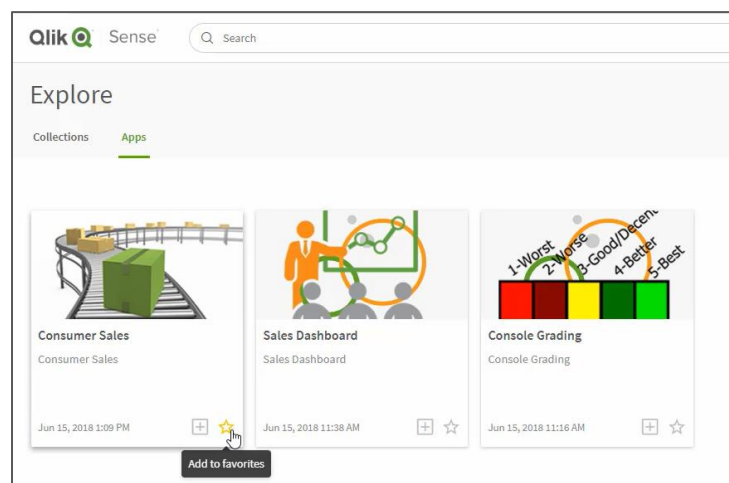 Qlik Sense
Search
Explore
Collections Apps
1-Worst
2-Worse
3-Good/Decent
4-Better
5-Best
Consumer Sales
Consumer Sales
Jun 15, 2018 1:09 PM
Add to favorites
Sales Dashboard
Sales Dashboard
Jun 15, 2018 11:38 AM
Console Grading
Console Grading
Jun 15, 2018 11:16 AM